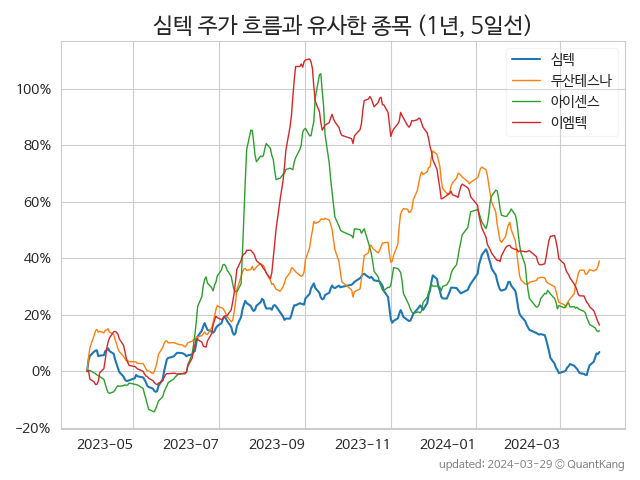 심텍 주가 흐름과 유사한 종목 (1년, 5일선)
심텍
두산테스나
아이센스
이엠텍
100%
80%
60%
40%
20%
0%
−20%
2023-05 2023-07 2023-09 2023-11 2024-01 2024-03
updated: 2024-03-29 © QuantKang